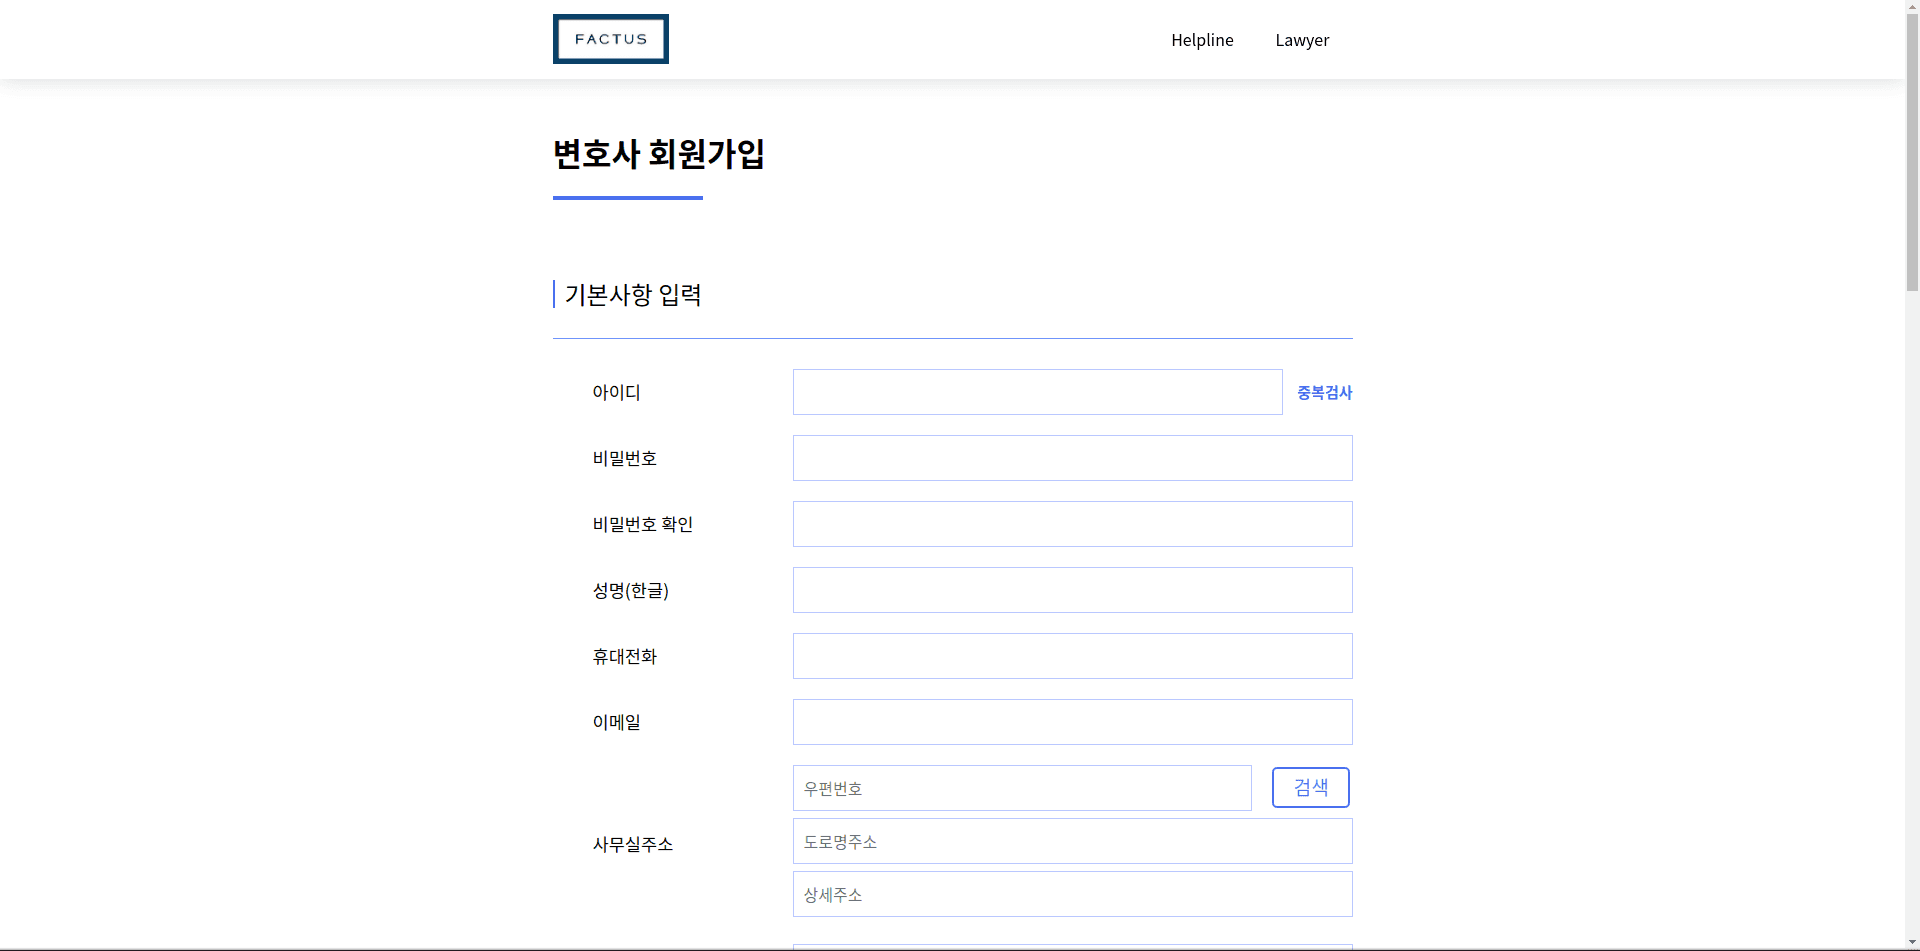 FACTUS
Helpline Lawyer
변호사 회원가입
기본사항 입력
아이디 중복검사
비밀번호
비밀번호 확인
성명(한글)
휴대전화
이메일
우편번호 검색
사무실주소 도로명주소
상세주소